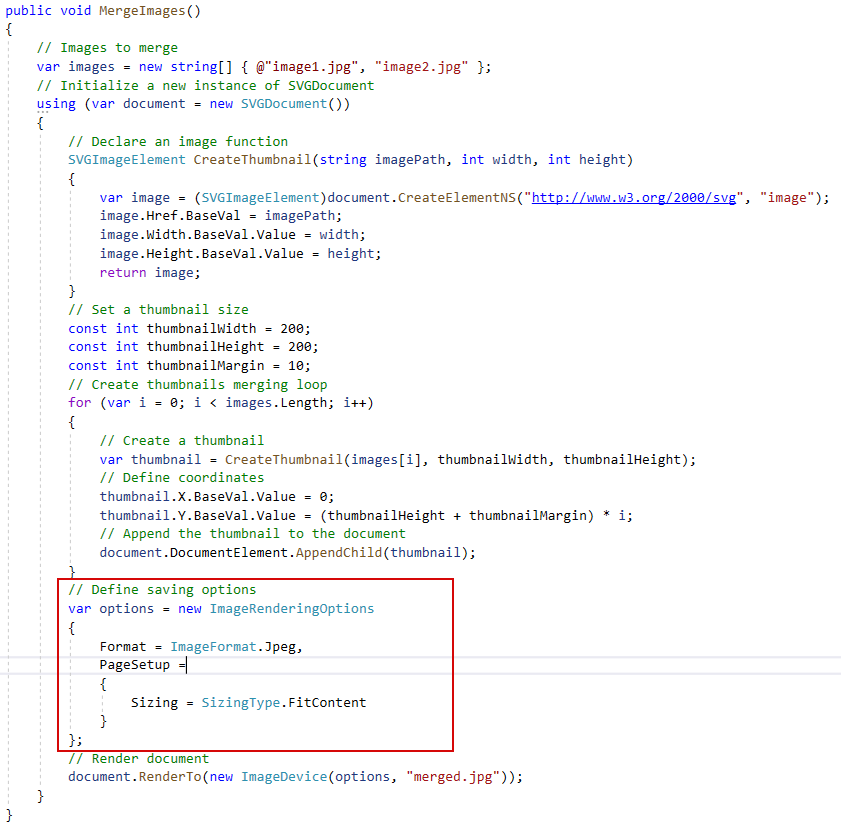 public void MergeImages()
{
    // Images to merge
    var images = new string[] { @"image1.jpg", "image2.jpg" };
    // Initialize a new instance of SVGDocument
    using (var document = new SVGDocument())
    {
        // Declare an image function
        SVGImageElement CreateThumbnail(string imagePath, int width, int height)
        {
            var image = (SVGImageElement)document.CreateElementNS("http://www.w3.org/2000/svg", "image");
            image.Href.BaseVal = imagePath;
            image.Width.BaseVal.Value = width;
            image.Height.BaseVal.Value = height;
            return image;
        }
        // Set a thumbnail size
        const int thumbnailWidth = 200;
        const int thumbnailHeight = 200;
        const int thumbnailMargin = 10;
        // Create thumbnails merging loop
        for (var i = 0; i < images.Length; i++)
        {
            // Create a thumbnail
            var thumbnail = CreateThumbnail(images[i], thumbnailWidth, thumbnailHeight);
            // Define coordinates
            thumbnail.X.BaseVal.Value = 0;
            thumbnail.Y.BaseVal.Value = (thumbnailHeight + thumbnailMargin) * i;
            // Append the thumbnail to the document
            document.DocumentElement.AppendChild(thumbnail);
        }
        // Define saving options
        var options = new ImageRenderingOptions
        {
            Format = ImageFormat.Jpeg,
            PageSetup =
            {
                Sizing = SizingType.FitContent
            }
        };
        // Render document
        document.RenderTo(new ImageDevice(options, "merged.jpg"));
    }
}